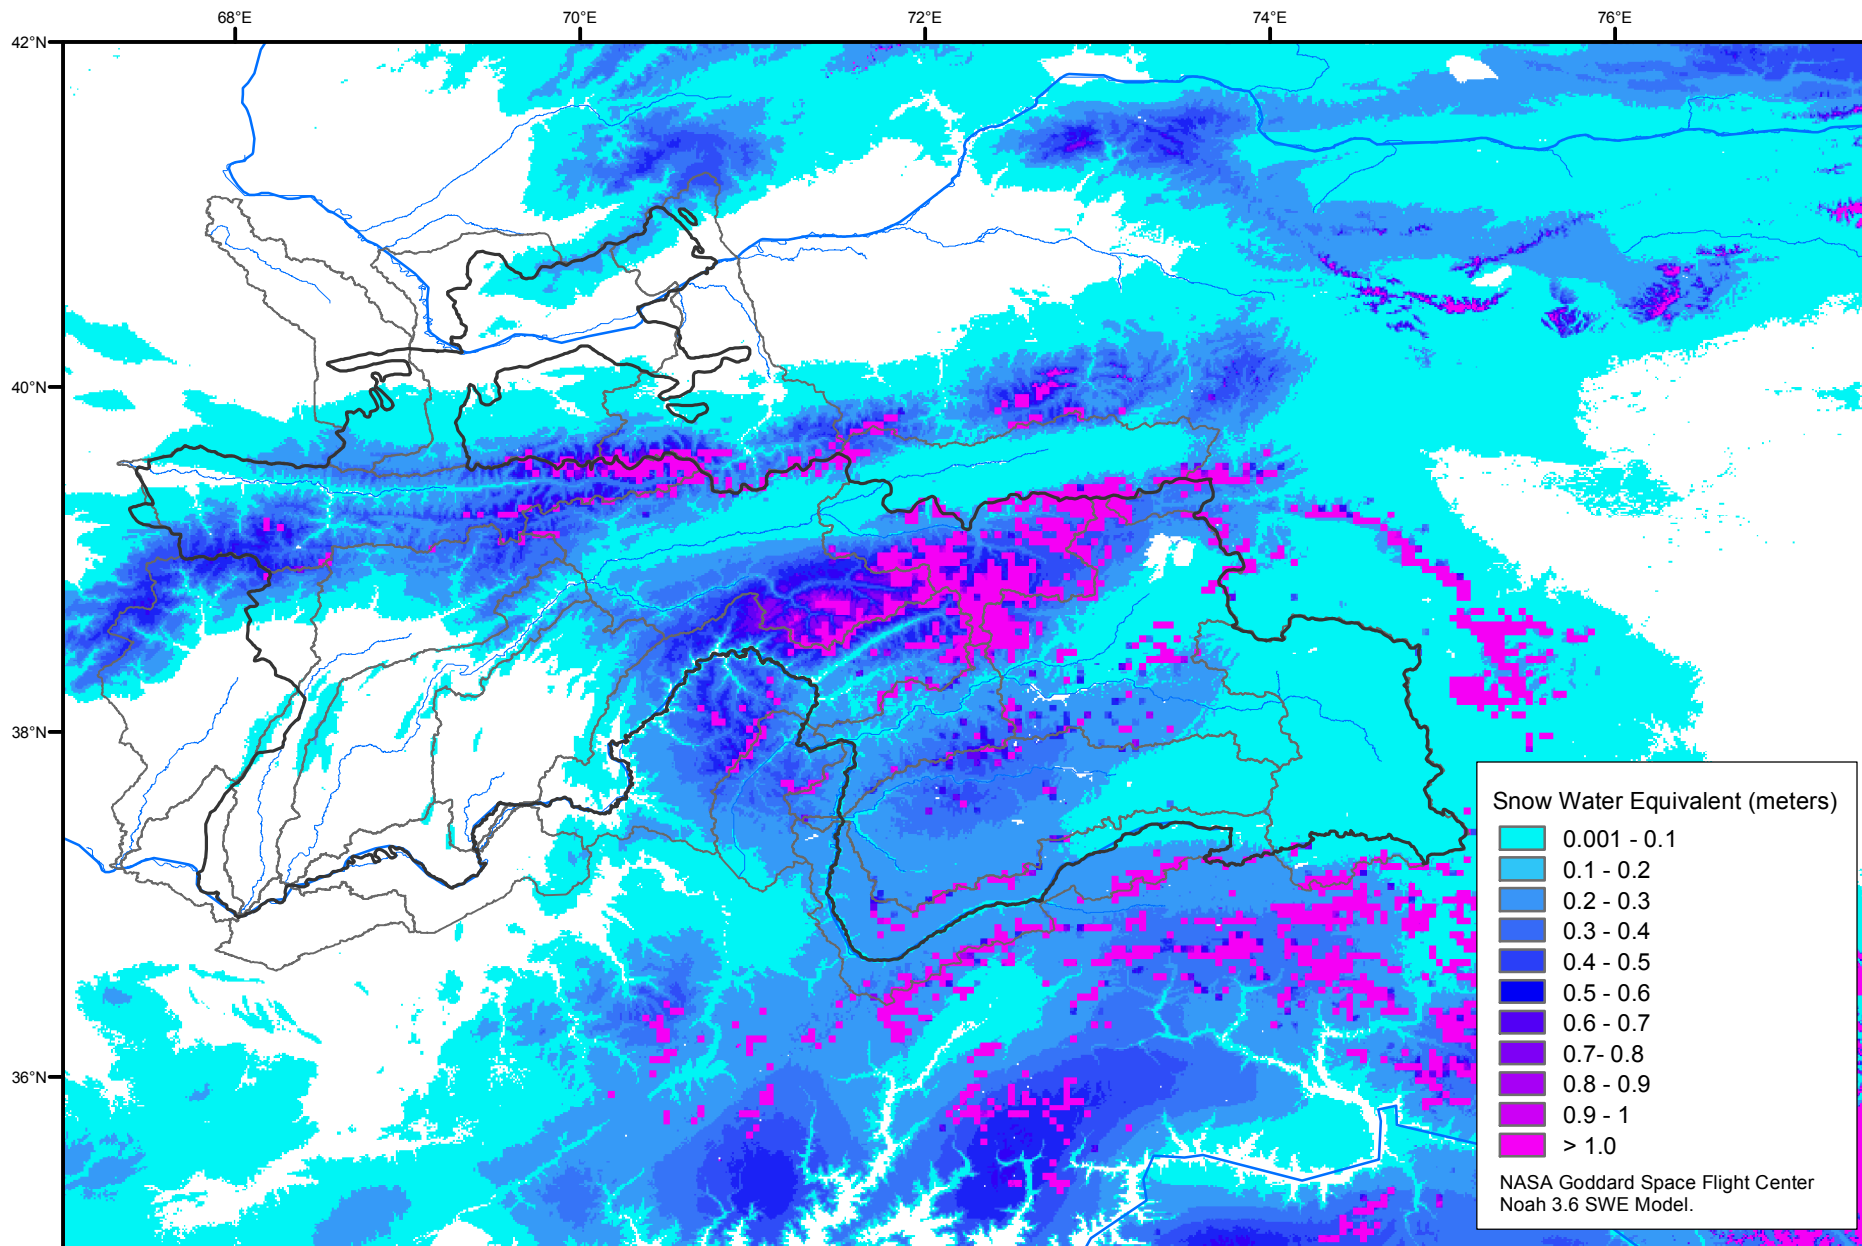 68°E
70°E
72°E
74°E
76°E
42°N
40°N
38°N
36°N
Snow Water Equivalent (meters)
0.001 - 0.1
0.1 - 0.2
0.2 - 0.3
0.3 - 0.4
0.4 - 0.5
0.5 - 0.6
0.6 - 0.7
0.7- 0.8
0.8 - 0.9
0.9 - 1
> 1.0
NASA Goddard Space Flight Center
Noah 3.6 SWE Model.